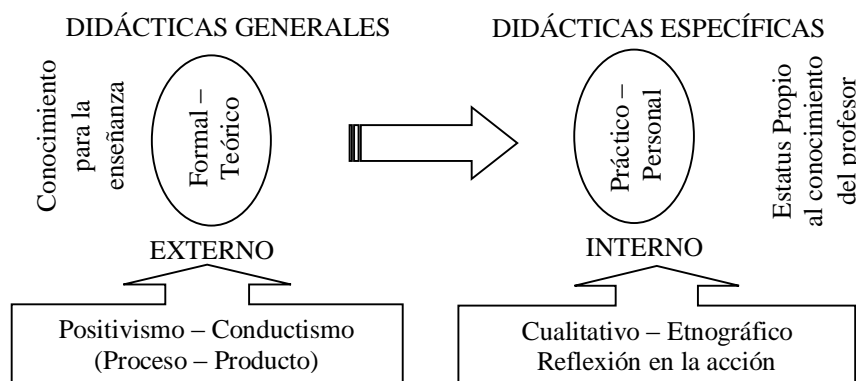 DIDÁCTICAS GENERALES
DIDÁCTICAS ESPECÍFICAS
Conocimiento
para la
enseñanza
Formal –
Teórico
Práctico –
Personal
Estatus Propio
al conocimiento
del profesor
EXTERNO
INTERNO
Positivismo – Conductismo
(Proceso – Producto)
Cualitativo – Etnográfico
Reflexión en la acción